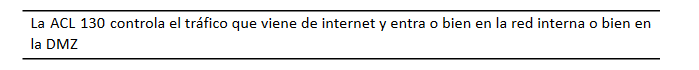 La ACL 130 controla el tráfico que viene de internet y entra o bien en la red interna o bien en
la DMZ